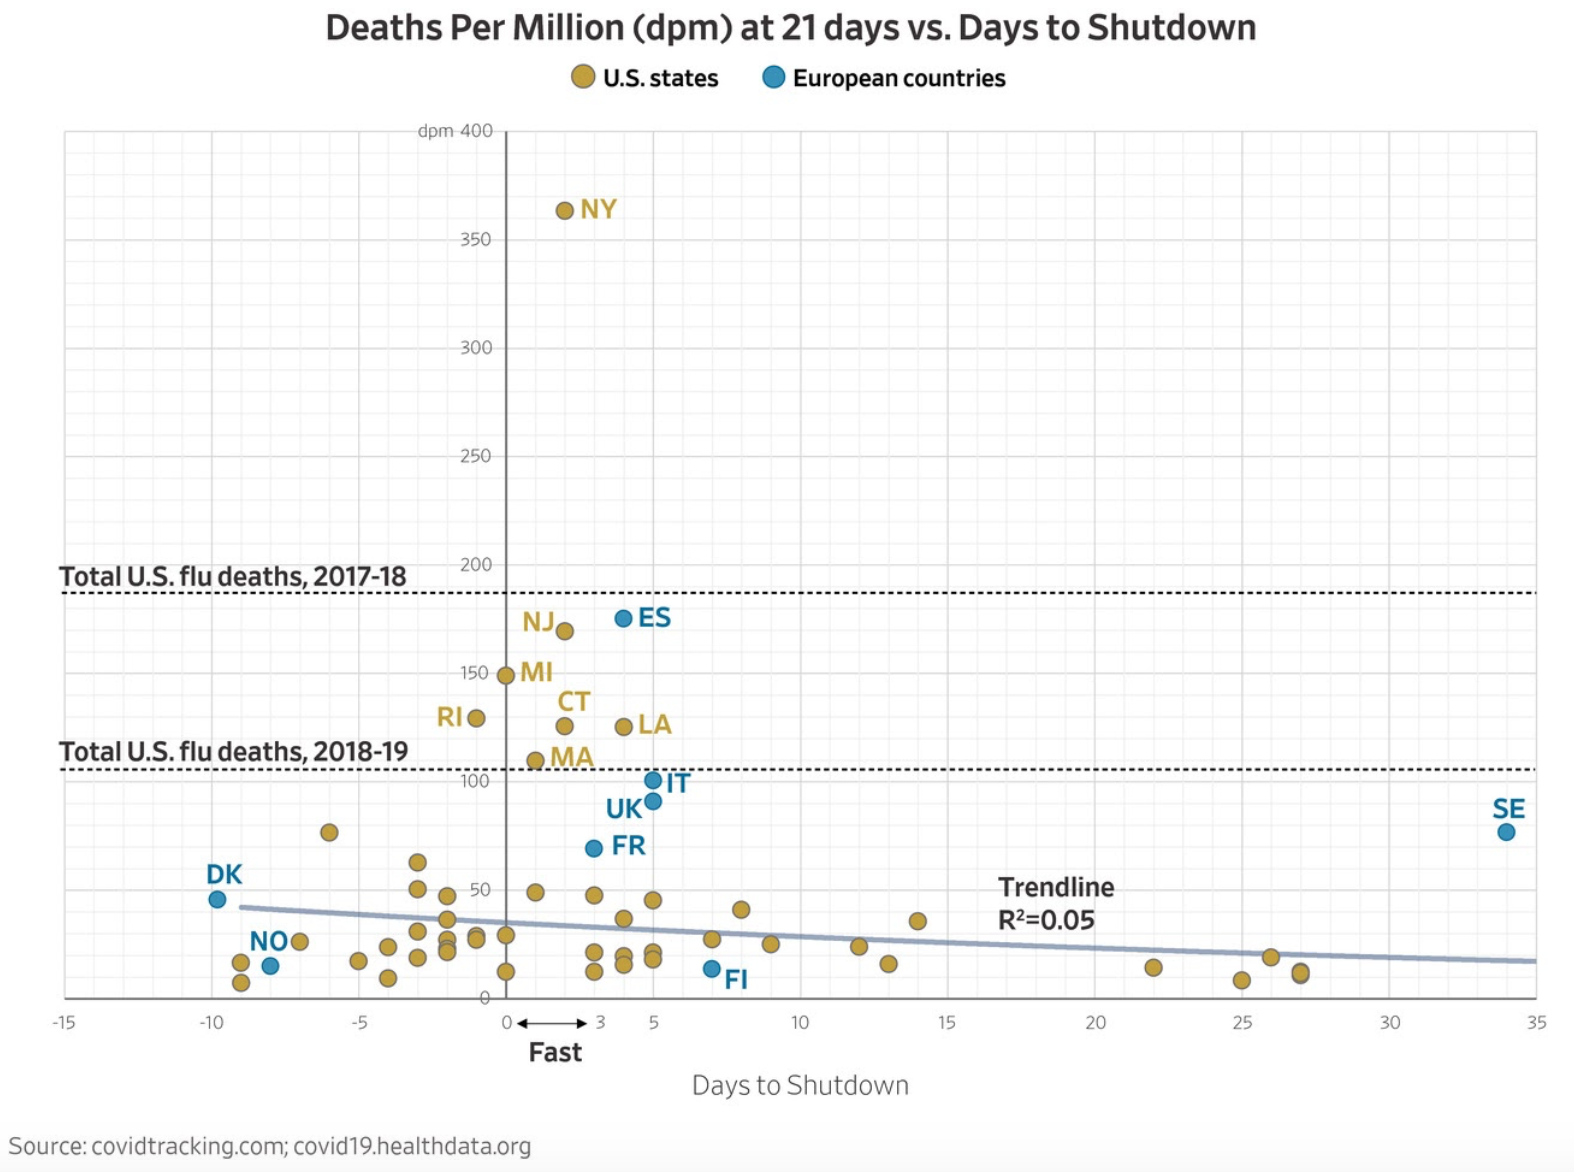 Deaths Per Million (dpm) at 21 days vs. Days to Shutdown
U.S. states
European countries
dpm 400
350
300
250
200
150
100
50
0
NY
Total U.S. flu deaths, 2017-18
NJ
ES
MI
CT
RI
LA
Total U.S. flu deaths, 2018-19
MA
IT
UK
SE
FR
DK
Trendline
R²=0.05
NO
FI
-15
-10
-5
0
3
5
10
15
20
25
30
35
Fast
Days to Shutdown
Source: covidtracking.com; covid19.healthdata.org